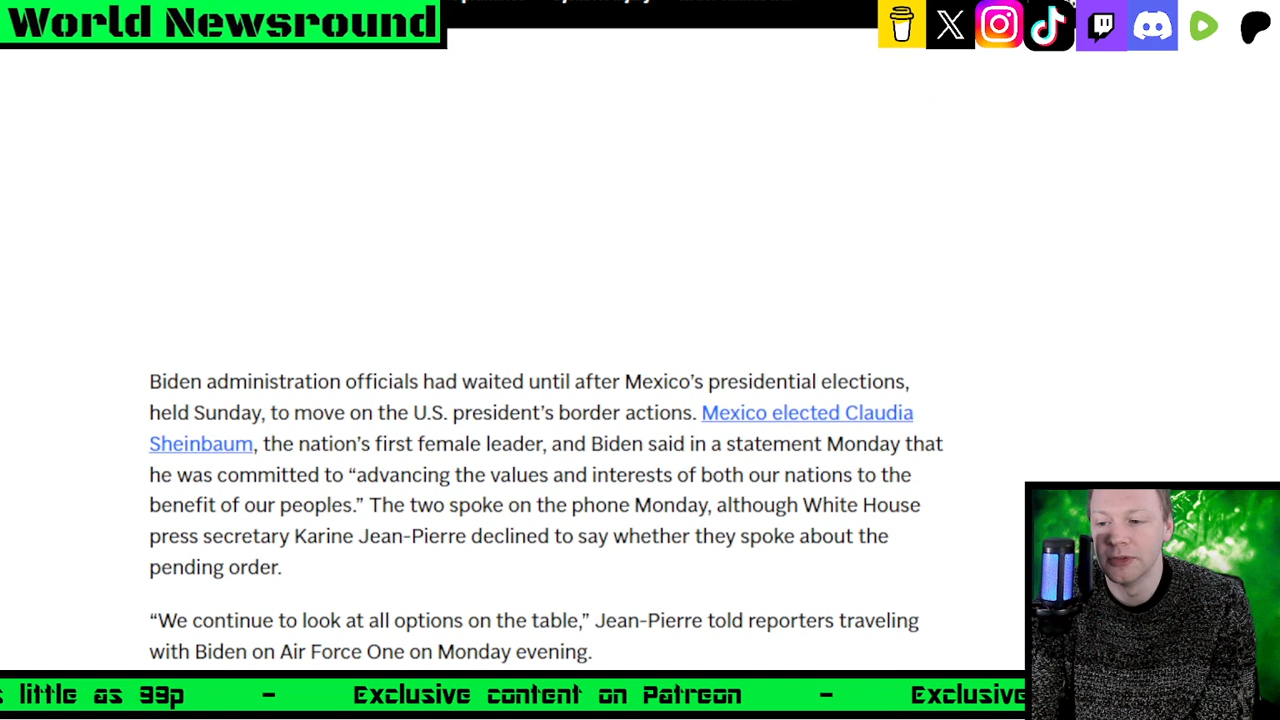 World Newsround
Biden administration officials had waited until after Mexico’s presidential elections,
held Sunday, to move on the U.S. president’s border actions. Mexico elected Claudia
Sheinbaum, the nation’s first female leader, and Biden said in a statement Monday that
he was committed to “advancing the values and interests of both our nations to the
benefit of our peoples.” The two spoke on the phone Monday, although White House
press secretary Karine Jean-Pierre declined to say whether they spoke about the
pending order.
“We continue to look at all options on the table,” Jean-Pierre told reporters traveling
with Biden on Air Force One on Monday evening.
little as 99p - Exclusive content on Patreon - Exclusive